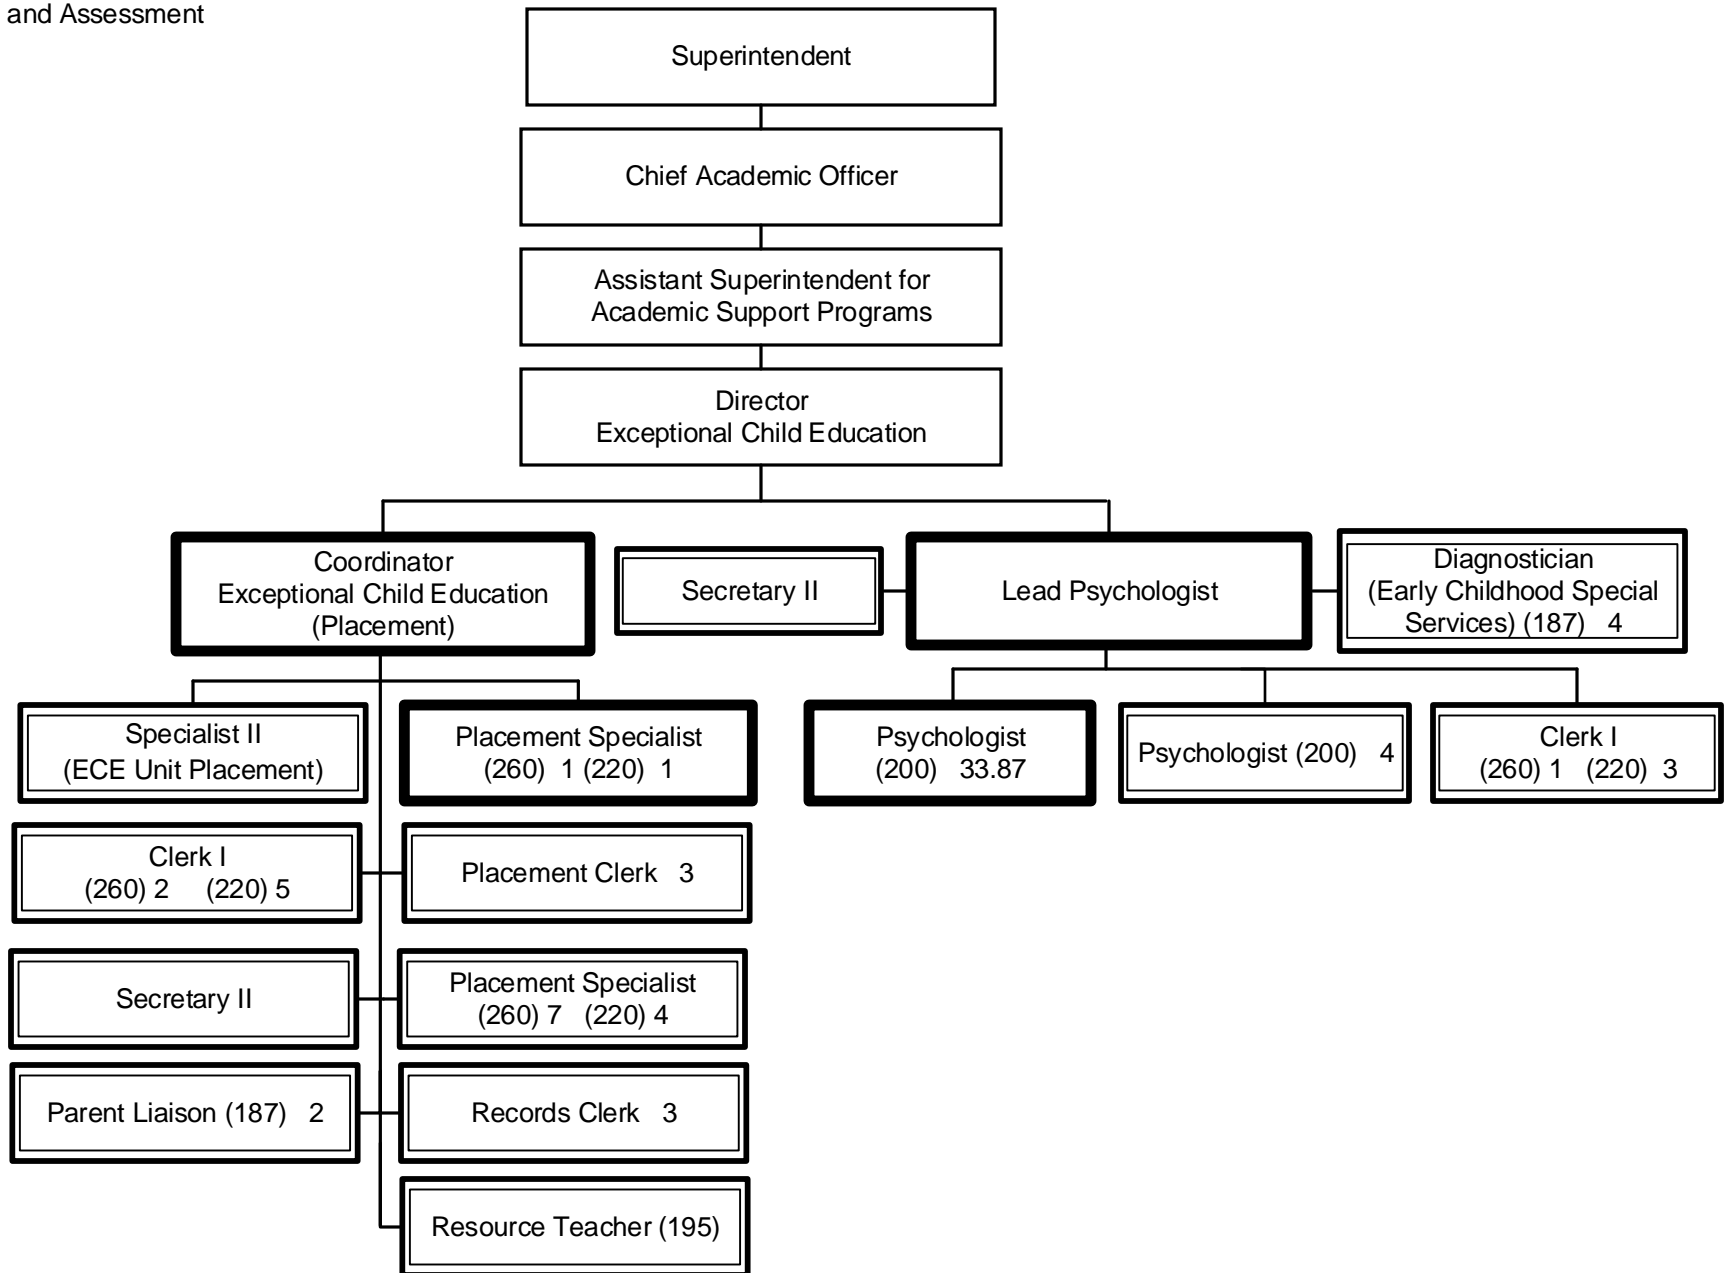 and Assessment
Superintendent
Chief Academic Officer
Assistant Superintendent for
Academic Support Programs
Director
Exceptional Child Education
Coordinator
Exceptional Child Education
(Placement)
Secretary II
Lead Psychologist
Diagnostician
(Early Childhood Special
Services) (187) 4
Specialist II
(ECE Unit Placement)
Placement Specialist
(260) 1 (220) 1
Psychologist
(200) 33.87
Psychologist (200) 4
Clerk I
(260) 1 (220) 3
Clerk I
(260) 2 (220) 5
Placement Clerk 3
Secretary II
Placement Specialist
(260) 7 (220) 4
Parent Liaison (187) 2
Records Clerk 3
Resource Teacher (195)